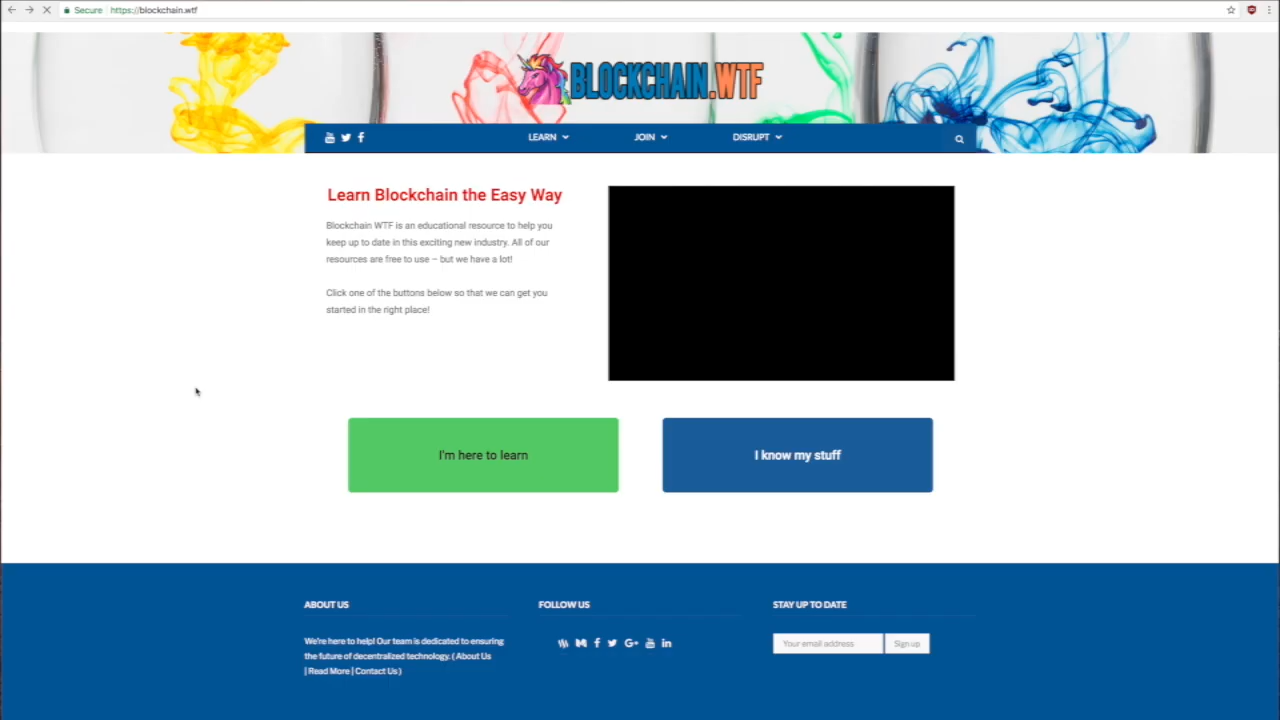 Secure https://blockchain.wtf
BLOCKCHAIN.WTF
LEARN JOIN DISRUPT
Learn Blockchain the Easy Way
Blockchain WTF is an educational resource to help you
keep up to date in this exciting new industry. All of our
resources are free to use – but we have a lot!
Click one of the buttons below so that we can get you
started in the right place!
I'm here to learn
I know my stuff
ABOUT US
We're here to help! Our team is dedicated to ensuring
the future of decentralized technology. ( About Us
| Read More | Contact Us )
FOLLOW US
STAY UP TO DATE
Your email address Sign up